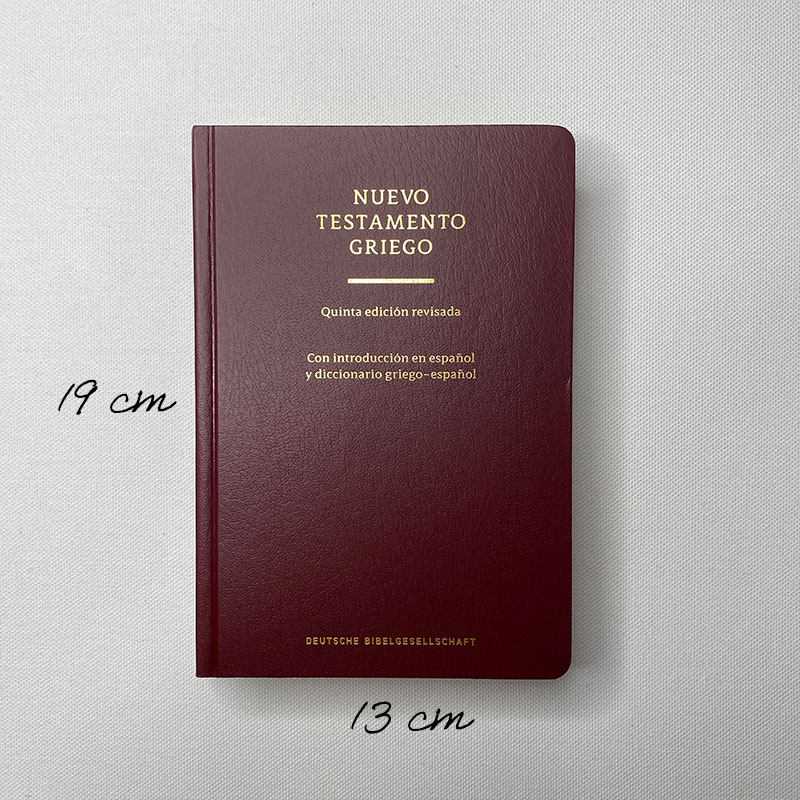 NUEVO
TESTAMENTO
GRIEGO
Quinta edición revisada
Con introducción en español
y diccionario griego–español
19 cm
DEUTSCHE BIBELGESELLSCHAFT
13 cm